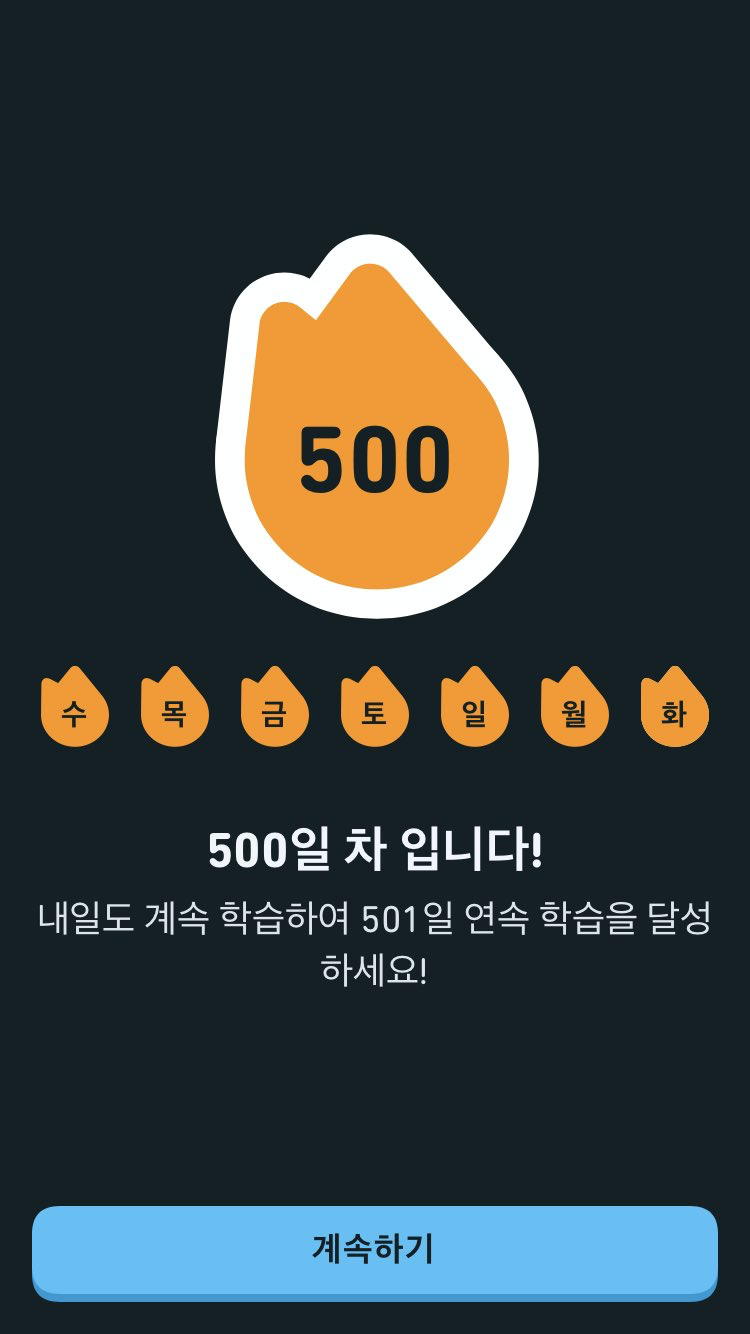 500
수 목 금 토 일 월 화
500일 차 입니다!
내일도 계속 학습하여 501일 연속 학습을 달성
하세요!
계속하기